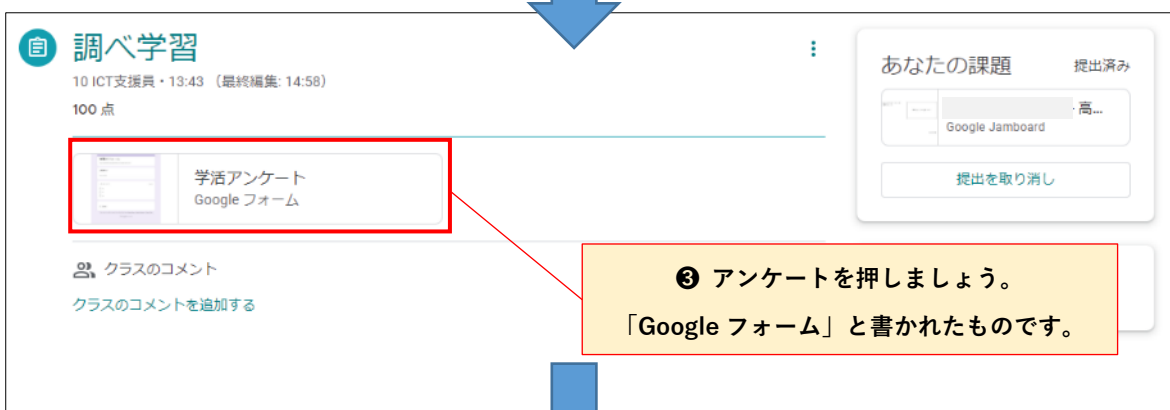 調べ学習
10 ICT支援員・13:43 （最終編集: 14:58）
100 点
学活アンケート
Google フォーム
クラスのコメント
クラスのコメントを追加する
あなたの課題
提出済み
高...
Google Jamboard
提出を取り消し
❸ アンケートを押しましょう。
「Google フォーム」と書かれたものです。